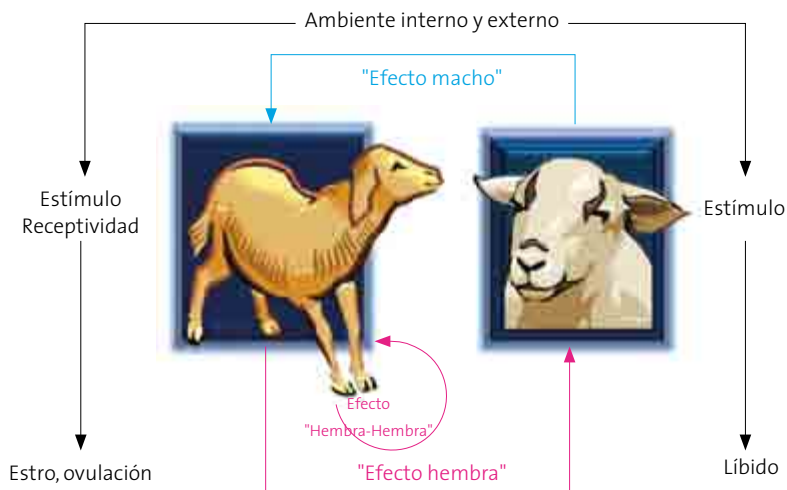 Ambiente interno y externo
"Efecto macho"
Estímulo
Receptividad
Estímulo
Efecto
"Hembra-Hembra"
Estro, ovulación
"Efecto hembra"
Líbido